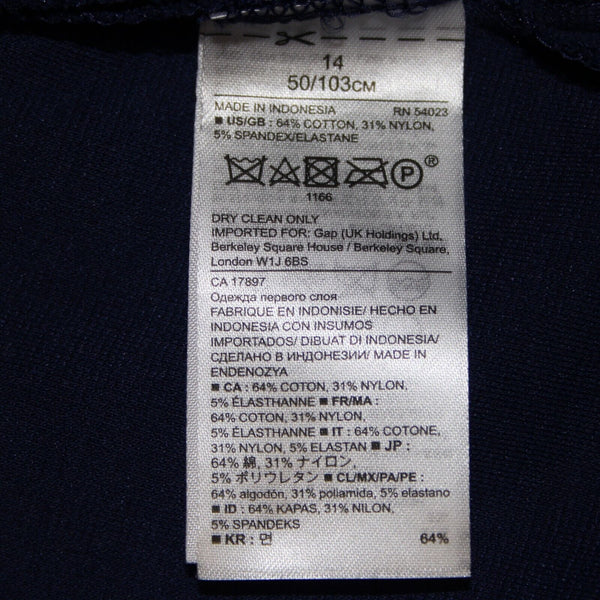 14
50/103CM
MADE IN INDONESIA RN 54023
■ US/GB : 64% COTTON, 31% NYLON,
5% SPANDEX/ELASTANE
P ®
1166
DRY CLEAN ONLY
IMPORTED FOR: Gap (UK Holdings) Ltd,
Berkeley Square House / Berkeley Square,
London W1J 6BS
CA 17897
Одежда первого слоя
FABRIQUE EN INDONISIE/ HECHO EN
INDONESIA CON INSUMOS
IMPORTADOS/ DIBUAT DI INDONESIA/
СДЕЛАНО В ИНДОНЕЗИИ/ MADE IN
ENDENOZYA
■ CA : 64% COTON, 31% NYLON,
5% ÉLASTHANNE ■ FR/MA :
64% COTON, 31% NYLON,
5% ÉLASTHANNE ■ IT : 64% COTONE,
31% NYLON, 5% ELASTAN ■ JP :
64% 綿, 31% ナイロン,
5% ポリウレタン ■ CL/MX/PA/PE :
64% algodón, 31% poliamida, 5% elastano
■ ID : 64% KAPAS, 31% NILON,
5% SPANDEKS
■ KR : 면 64%